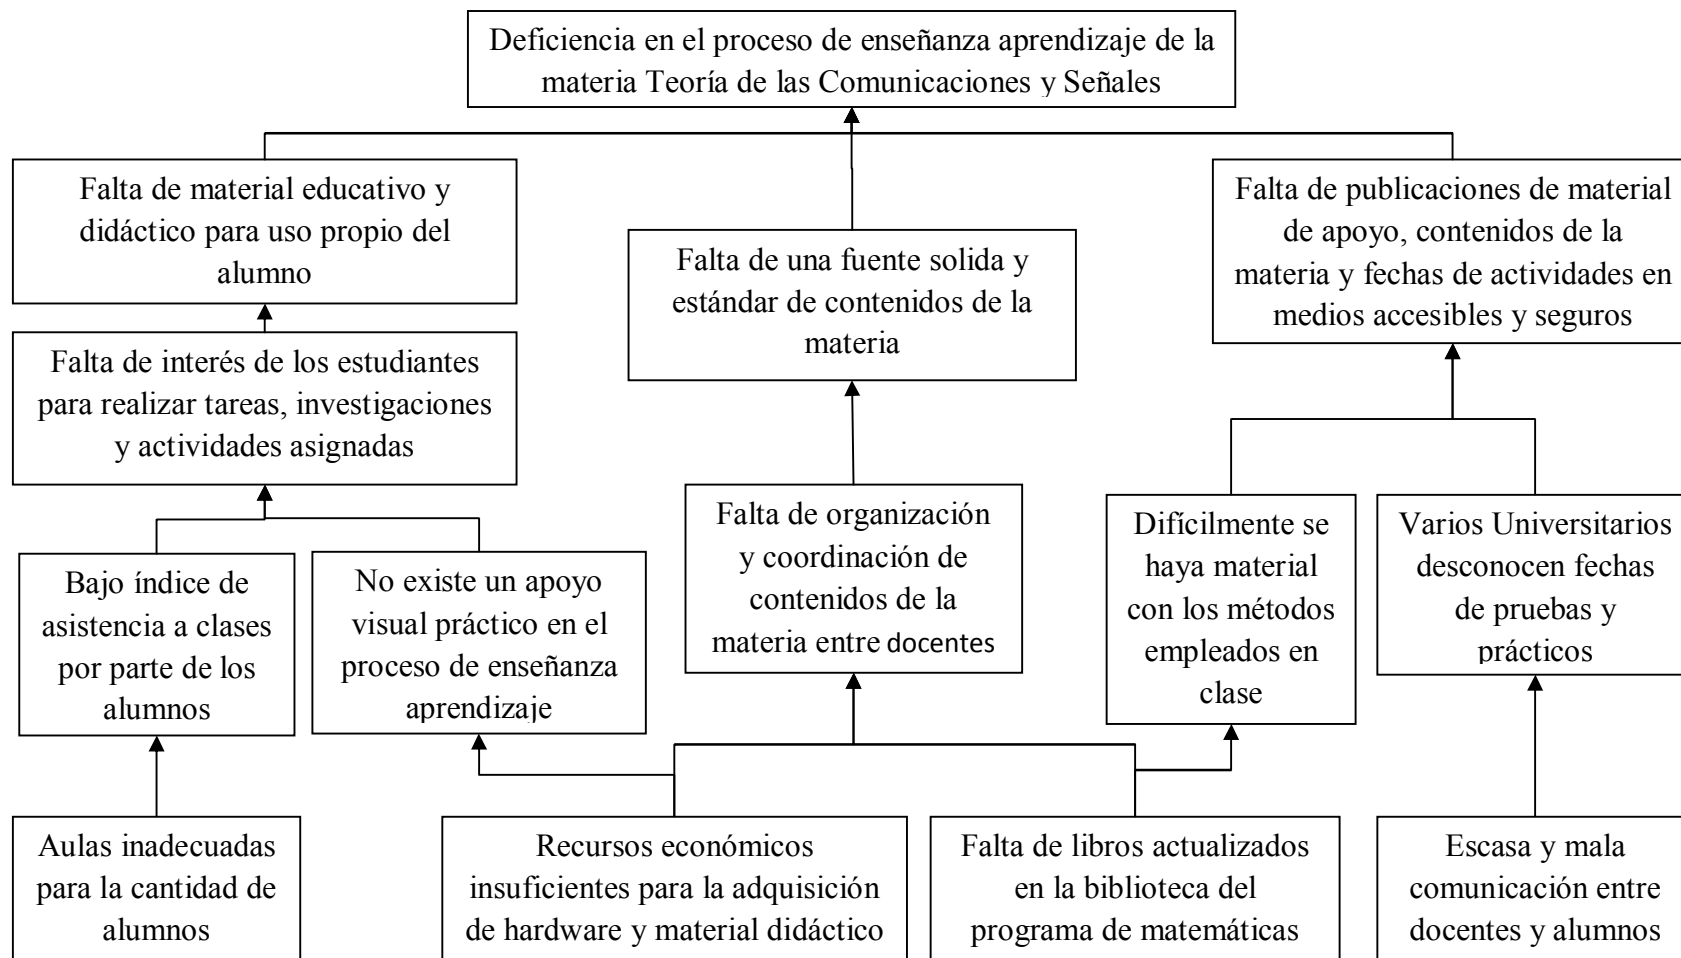 Deficiencia en el proceso de enseñanza aprendizaje de la
materia Teoría de las Comunicaciones y Señales
Falta de material educativo y
didáctico para uso propio del
alumno
Falta de una fuente solida y
estándar de contenidos de la
materia
Falta de publicaciones de material
de apoyo, contenidos de la
materia y fechas de actividades en
medios accesibles y seguros
Falta de interés de los estudiantes
para realizar tareas, investigaciones
y actividades asignadas
Bajo índice de
asistencia a clases
por parte de los
alumnos
No existe un apoyo
visual práctico en el
proceso de enseñanza
aprendizaje
Falta de organización
y coordinación de
contenidos de la
materia entre docentes
Difícilmente se
haya material
con los métodos
empleados en
clase
Varios Universitarios
desconocen fechas
de pruebas y
prácticos
Aulas inadecuadas
para la cantidad de
alumnos
Recursos económicos
insuficientes para la adquisición
de hardware y material didáctico
Falta de libros actualizados
en la biblioteca del
programa de matemáticas
Escasa y mala
comunicación entre
docentes y alumnos